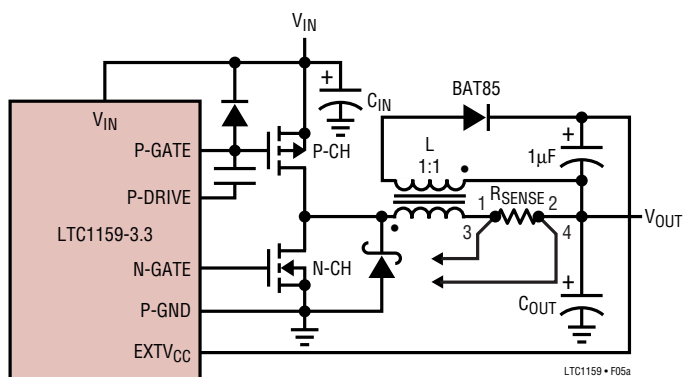 VIN
VIN
CIN
BAT85
1µF
L
1:1
P-GATE
P-CH
P-DRIVE
RSENSE
1
2
3
4
VOUT
LTC1159-3.3
N-GATE
N-CH
P-GND
COUT
EXTVCC
LTC1159 • F05a
+
+
+